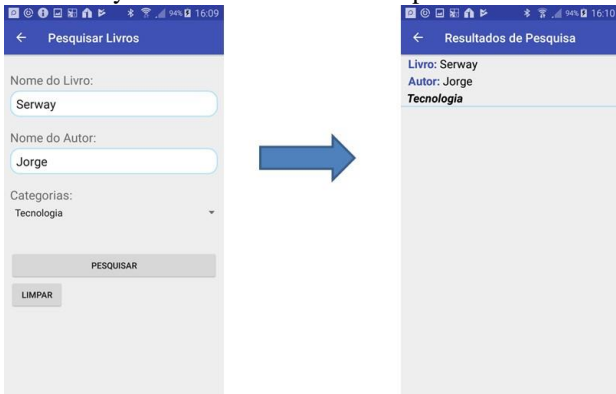 94% 16:09
Pesquisar Livros
Nome do Livro:
Serway
Nome do Autor:
Jorge
Categorias:
Tecnologia
PESQUISAR
LIMPAR
94% 16:10
Resultados de Pesquisa
Livro: Serway
Autor: Jorge
Tecnologia